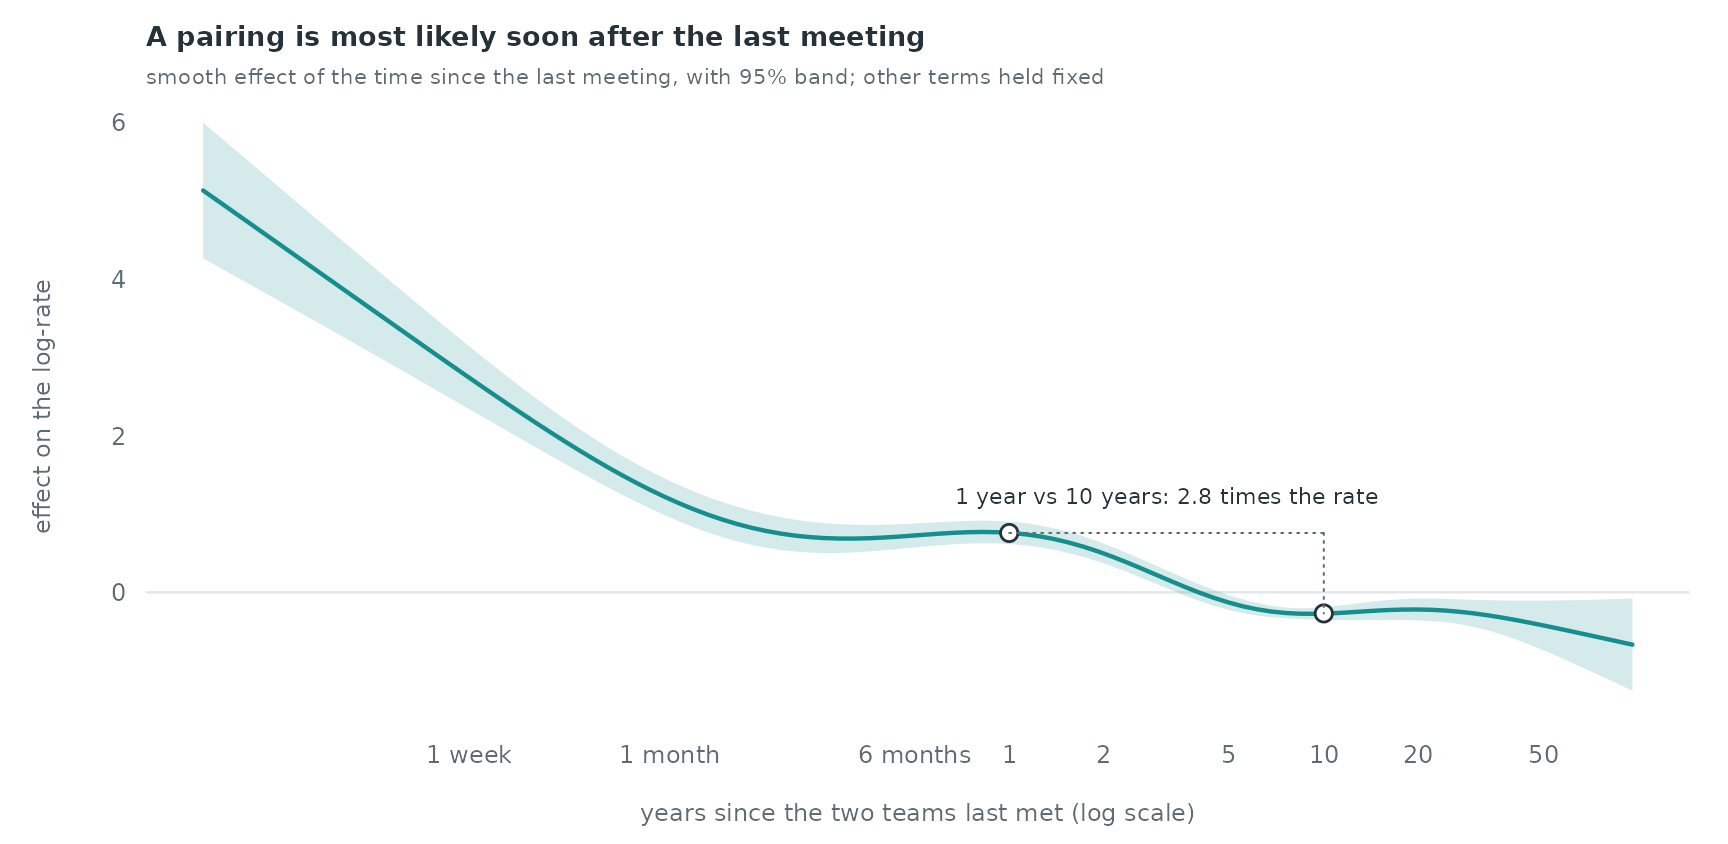 A pairing is most likely soon after the last meeting
smooth effect of the time since the last meeting, with 95% band; other terms held fixed
6
4
2
0
effect on the log-rate
1 year vs 10 years: 2.8 times the rate
1 week 1 month 6 months 1 2 5 10 20 50
years since the two teams last met (log scale)